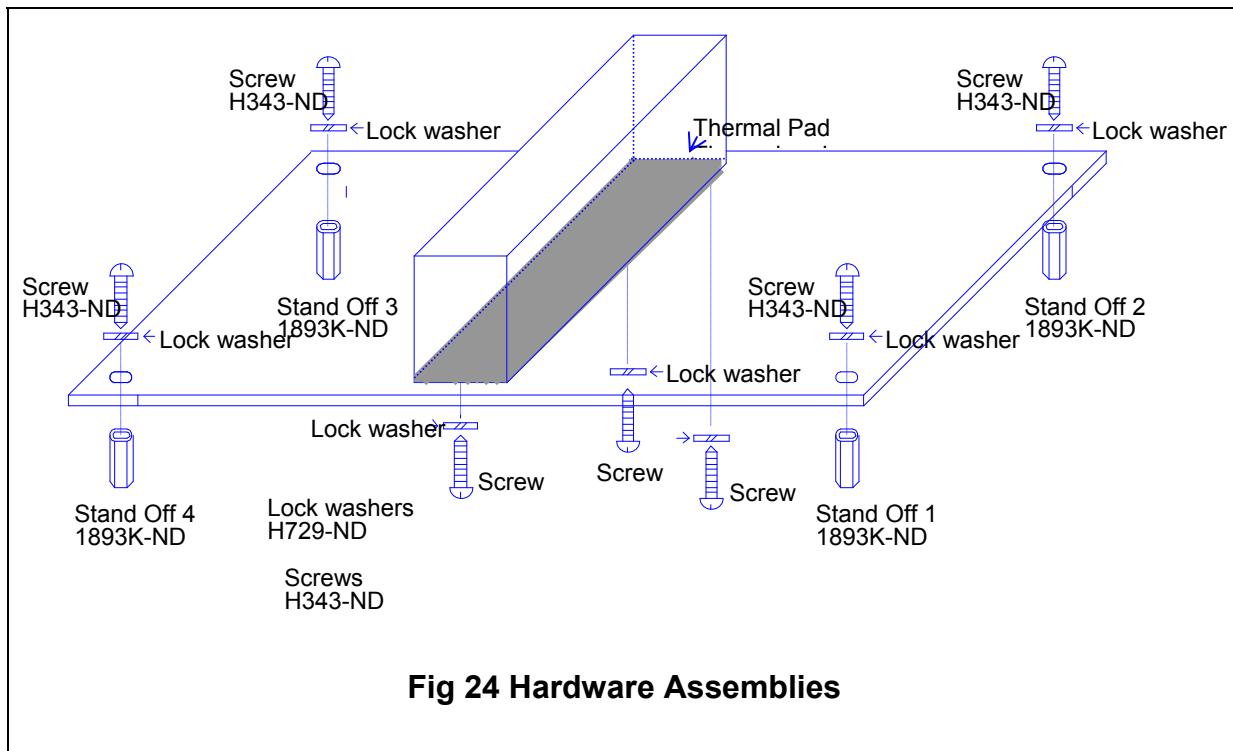 Screw
H343-ND
Lock washer
Thermal Pad
Screw
H343-ND
Lock washer
Screw
H343-ND
Lock washer
Stand Off 3
1893K-ND
Screw
H343-ND
Lock washer
Stand Off 2
1893K-ND
Lock washer
Lock washer
Screw
Screw
Screw
Stand Off 4
1893K-ND
Lock washers
H729-ND
Stand Off 1
1893K-ND
Screws
H343-ND
Fig 24 Hardware Assemblies